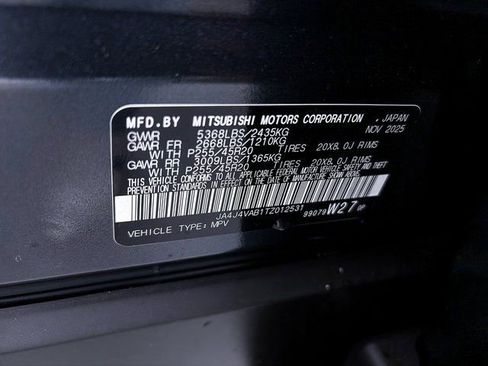 MFD.BY MITSUBISHI MOTORS CORPORATION JAPAN
GVWR 5368LBS/2435KG NOV 2025
GAWR FR 2668LBS/1210KG
WITH P255/45R20 TIRES 20X8.0J RIMS
GAWR RR 3009LBS/1365KG
WITH P255/45R20 TIRES 20X8.0J RIMS
THIS VEHICLE CONFORMS TO ALL APPLICABLE FEDERAL MOTOR VEHICLE SAFETY, BUMPER, AND THEFT
PREVENTION STANDARDS IN EFFECT ON THE DATE OF MANUFACTURE SHOWN ABOVE.
JA4J4VAB1TZ012531
VEHICLE TYPE: MPV 99079 W27